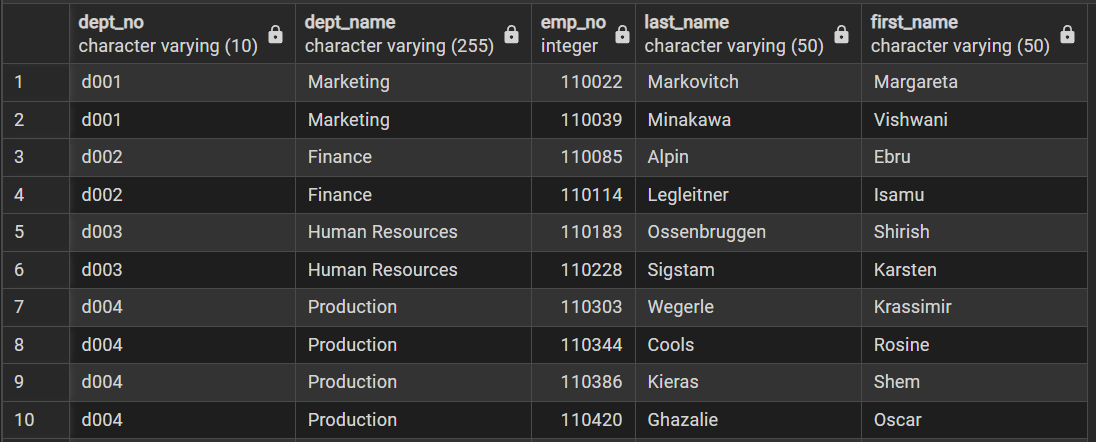 dept_no dept_name emp_no last_name first_name
character varying (10) character varying (255) integer character varying (50) character varying (50)
1 d001 Marketing 110022 Markovitch Margareta
2 d001 Marketing 110039 Minakawa Vishwani
3 d002 Finance 110085 Alpin Ebru
4 d002 Finance 110114 Legleitner Isamu
5 d003 Human Resources 110183 Ossenbruggen Shirish
6 d003 Human Resources 110228 Sigstam Karsten
7 d004 Production 110303 Wegerle Krassimir
8 d004 Production 110344 Cools Rosine
9 d004 Production 110386 Kieras Shem
10 d004 Production 110420 Ghazalie Oscar